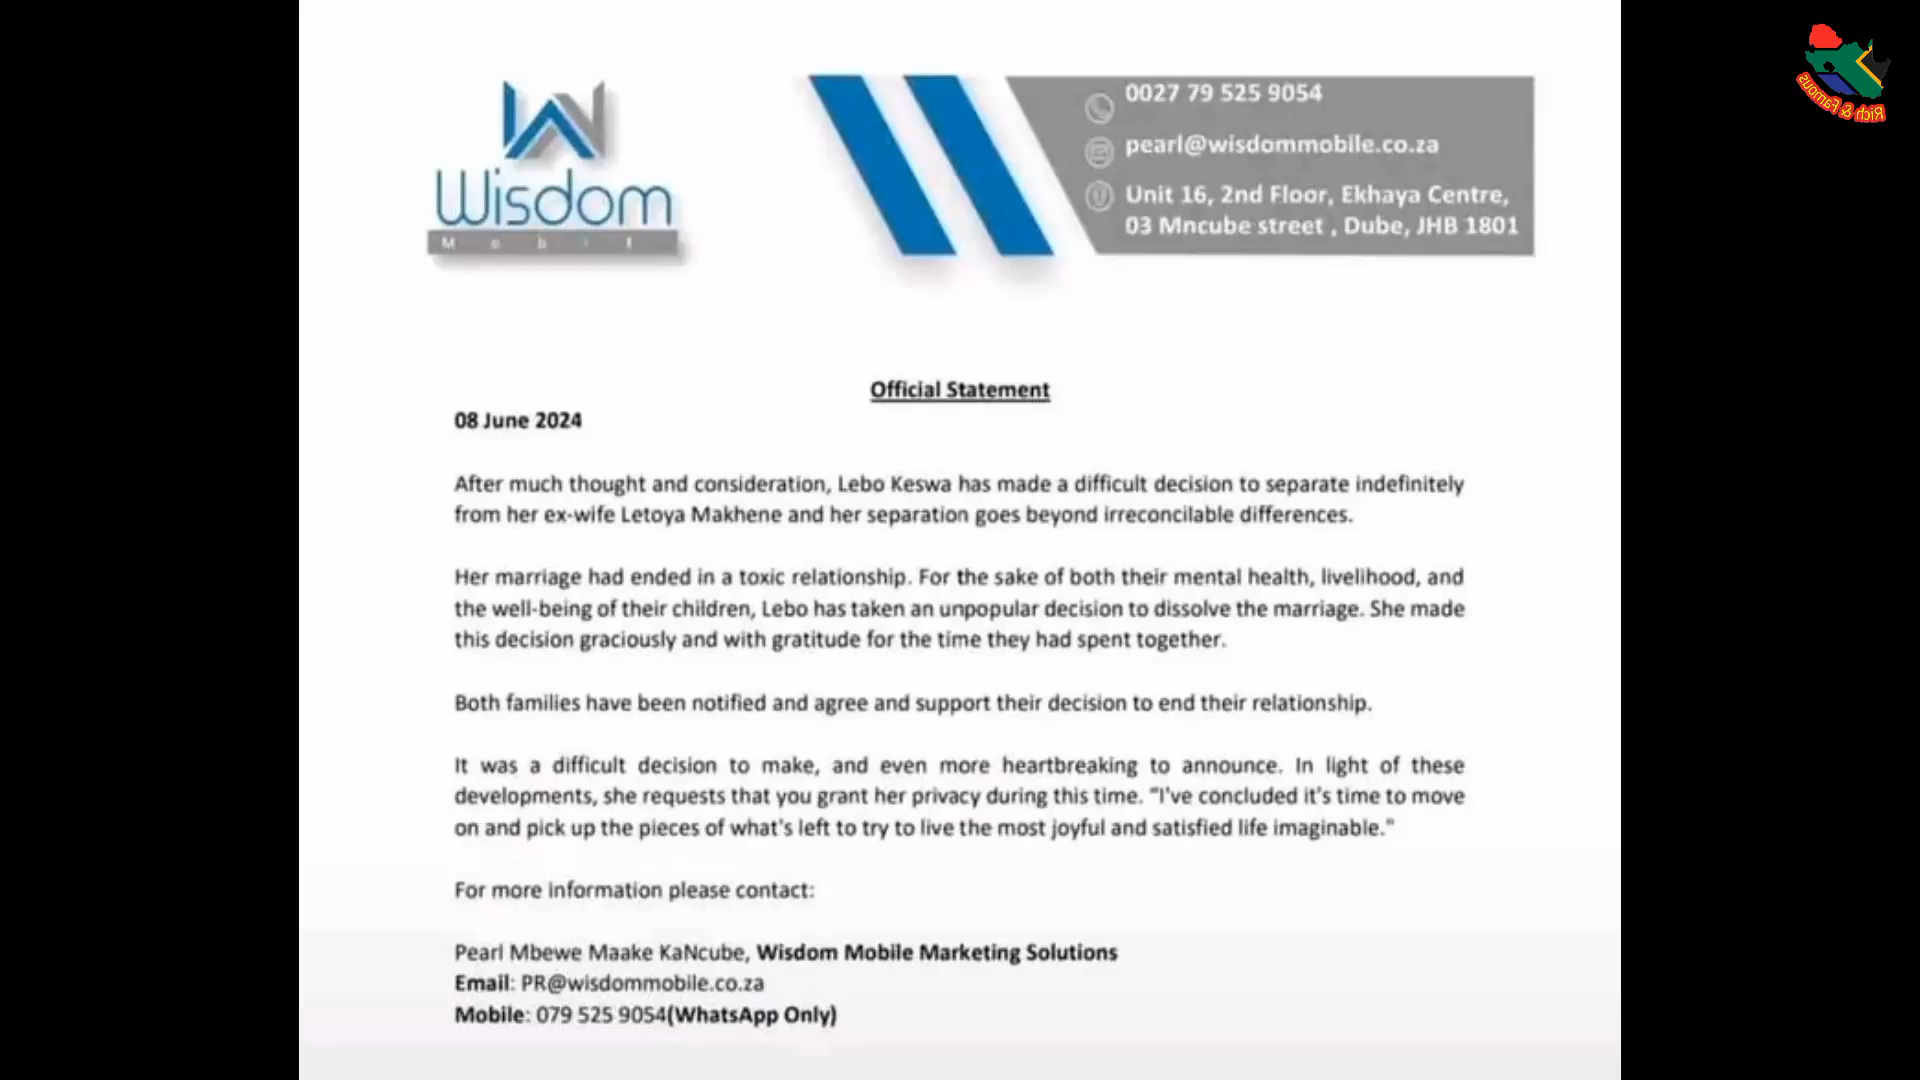 Wisdom
M o b i l
0027 79 525 9054
pearl@wisdommobile.co.za
Unit 16, 2nd Floor, Ekhaya Centre,
03 Mncube street , Dube, JHB 1801
Rich & Famous
Official Statement
08 June 2024
After much thought and consideration, Lebo Keswa has made a difficult decision to separate indefinitely
from her ex-wife Letoya Makhene and her separation goes beyond irreconcilable differences.
Her marriage had ended in a toxic relationship. For the sake of both their mental health, livelihood, and
the well-being of their children, Lebo has taken an unpopular decision to dissolve the marriage. She made
this decision graciously and with gratitude for the time they had spent together.
Both families have been notified and agree and support their decision to end their relationship.
It was a difficult decision to make, and even more heartbreaking to announce. In light of these
developments, she requests that you grant her privacy during this time. "I've concluded it's time to move
on and pick up the pieces of what's left to try to live the most joyful and satisfied life imaginable."
For more information please contact:
Pearl Mbewe Maake KaNcube, Wisdom Mobile Marketing Solutions
Email: PR@wisdommobile.co.za
Mobile: 079 525 9054(WhatsApp Only)